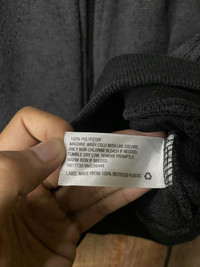 100% POLYESTER
MACHINE WASH COLD WITH LIKE COLORS.
ONLY NON-CHLORINE BLEACH IF NEEDED.
TUMBLE DRY LOW. REMOVE PROMPTLY.
WARM IRON IF NEEDED.
LABEL MADE FROM 100% RECYCLED PLASTIC